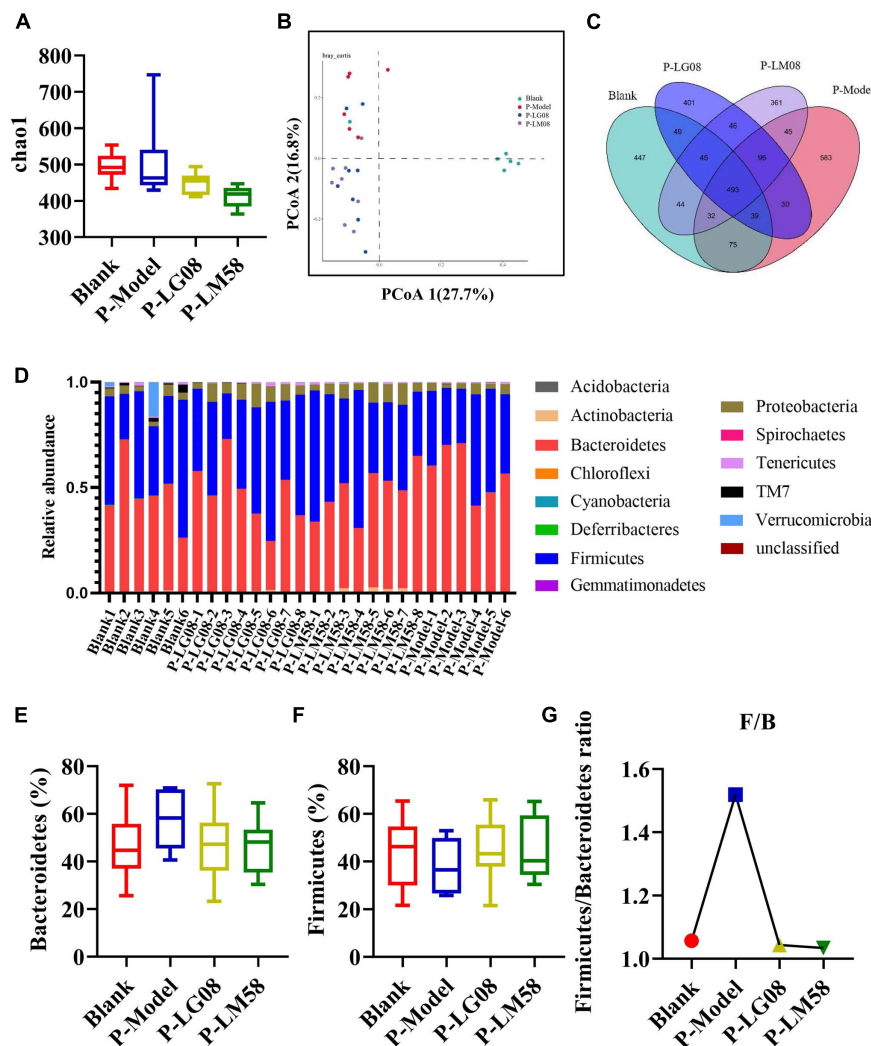 A
800
700
600
500
400
300
chao1
Blank
P-Model
P-LG08
P-LM58
B
bray_curtis
Blank
P-Model
P-LG08
P-LM08
PCoA 2(16.8%)
0.0
0.0
PCoA 1(27.7%)
C
Blank
P-LG08
P-LM08
P-Mode
401
361
49
46
45
447
45
96
563
493
44
30
32
39
75
D
1.0
0.5
0.0
Relative abundance
Blank1
Blank2
Blank3
Blank4
Blank5
Blank6
P-LG08-1
P-LG08-2
P-LG08-3
P-LG08-4
P-LG08-5
P-LG08-6
P-LG08-7
P-LG08-8
P-LM58-1
P-LM58-2
P-LM58-3
P-LM58-4
P-LM58-5
P-LM58-6
P-LM58-7
P-LM58-8
P-Model-1
P-Model-2
P-Model-3
P-Model-4
P-Model-5
P-Model-6
Acidobacteria
Actinobacteria
Bacteroidetes
Chloroflexi
Cyanobacteria
Deferribacteres
Firmicutes
Gemmatimonadetes
Proteobacteria
Spirochaetes
Tenericutes
TM7
Verrucomicrobia
unclassified
E
80
60
40
20
0
Bacteroidetes (%)
Blank
P-Model
P-LG08
P-LM58
F
80
60
40
20
0
Firmicutes (%)
Blank
P-Model
P-LG08
P-LM58
G
F/B
1.6
1.4
1.2
1.0
Firmicutes/Bacteroidetes ratio
Blank
P-Model
P-LG08
P-LM58